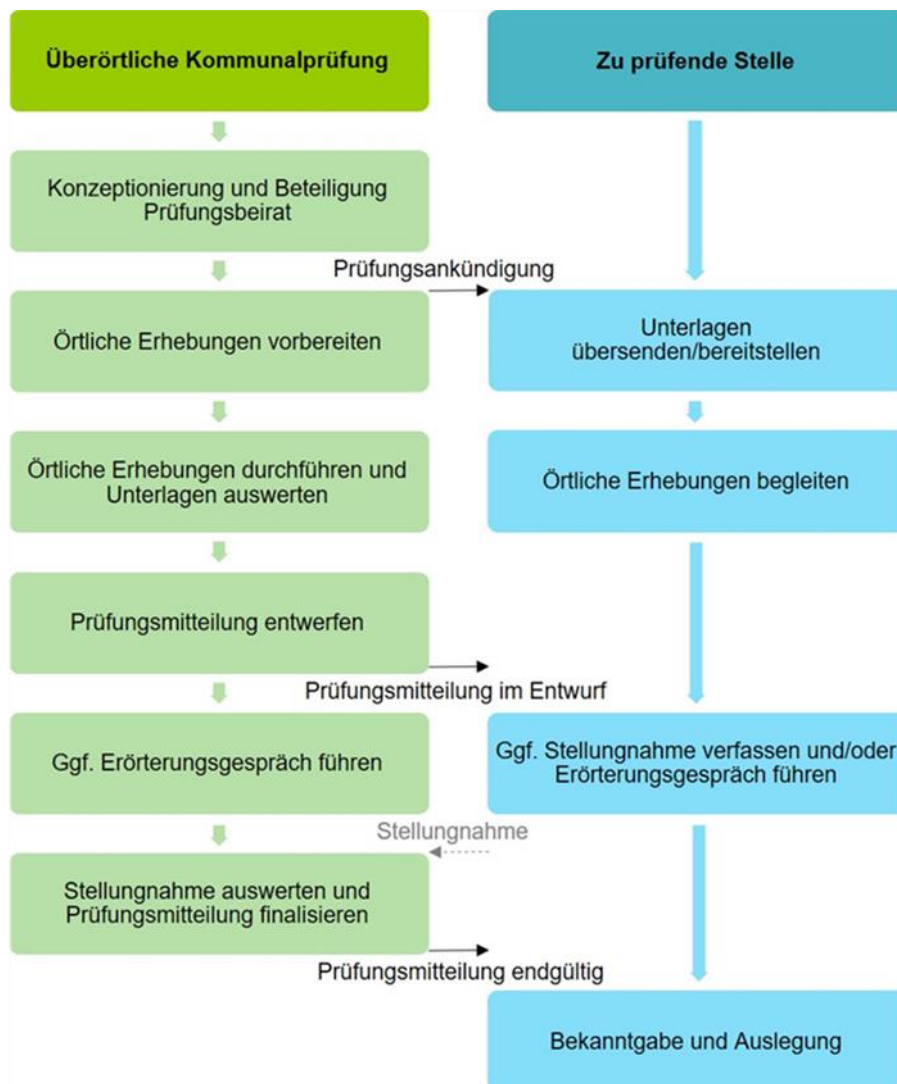 Überörtliche Kommunalprüfung
Zu prüfende Stelle
Konzeptionierung und Beteiligung
Prüfungsbeirat
Prüfungsankündigung
Örtliche Erhebungen vorbereiten
Unterlagen
übersenden/bereitstellen
Örtliche Erhebungen durchführen und
Unterlagen auswerten
Örtliche Erhebungen begleiten
Prüfungsmitteilung entwerfen
Prüfungsmitteilung im Entwurf
Ggf. Erörterungsgespräch führen
Ggf. Stellungnahme verfassen und/oder
Erörterungsgespräch führen
Stellungnahme
Stellungnahme auswerten und
Prüfungsmitteilung finalisieren
Prüfungsmitteilung endgültig
Bekanntgabe und Auslegung